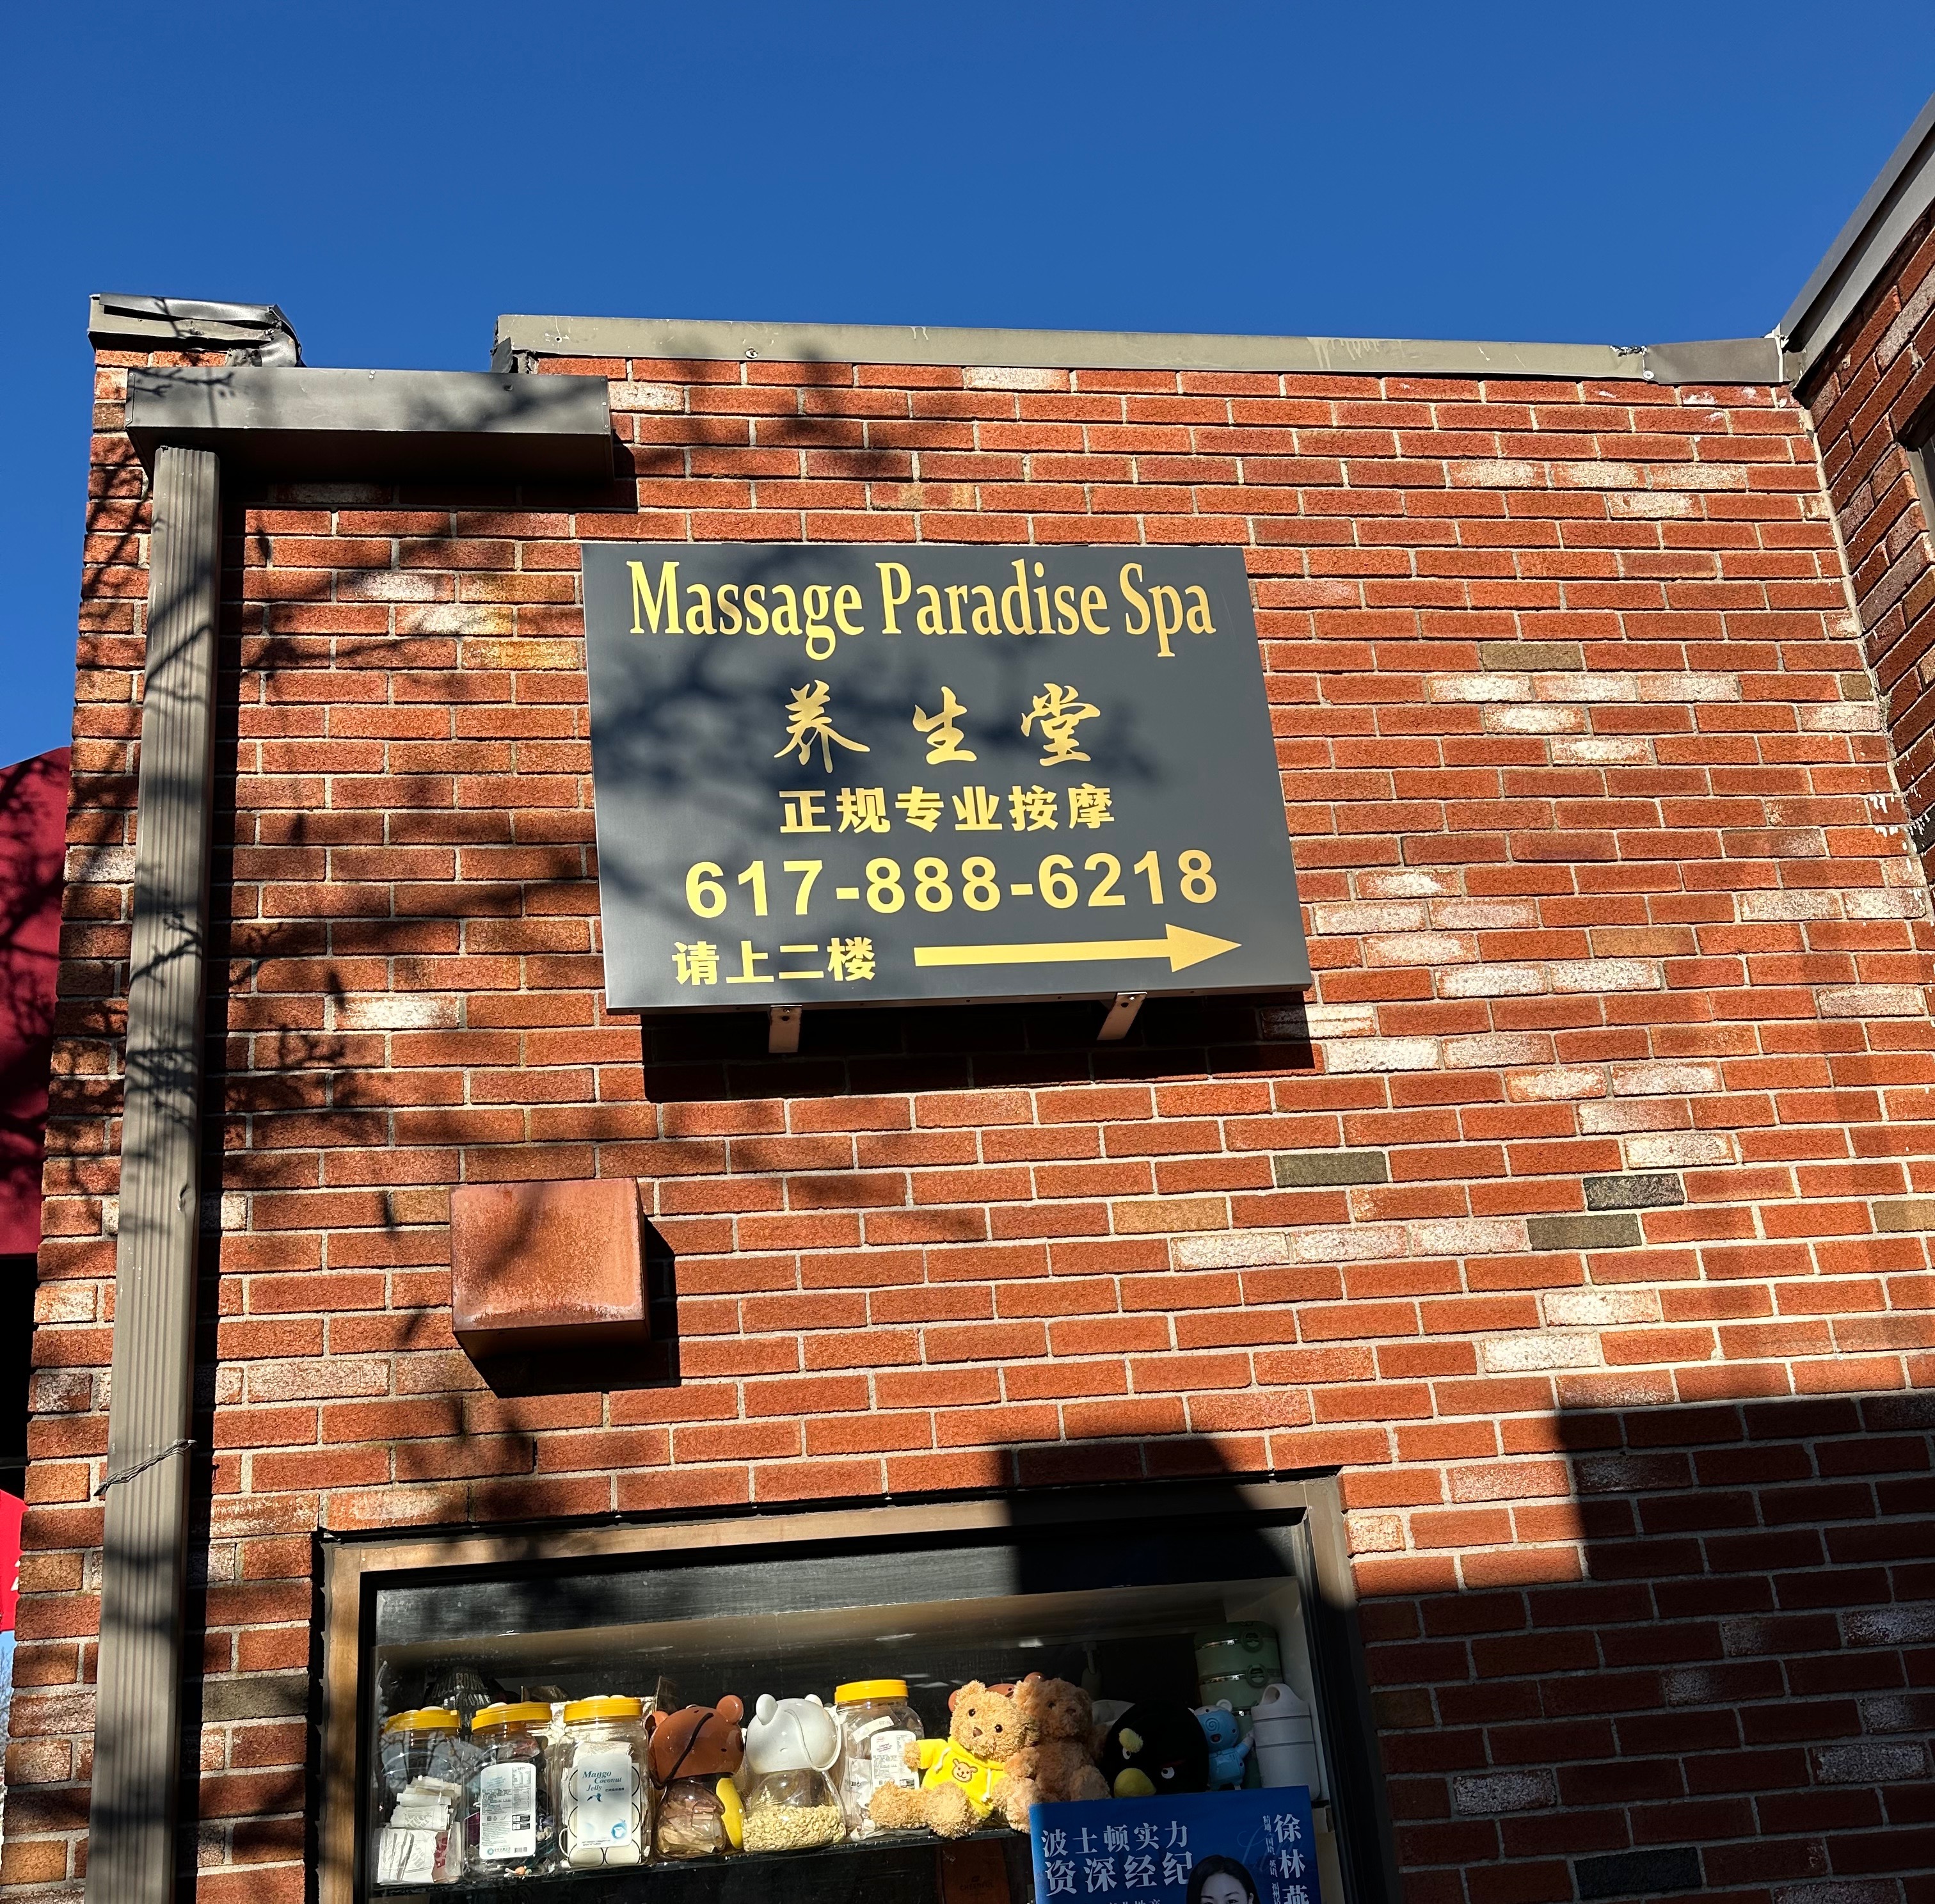 Massage Paradise Spa
养生堂
正规专业按摩
617-888-6218
请上二楼
Mango
Coconut
Jelly
波士顿实力
资深经纪
徐林燕